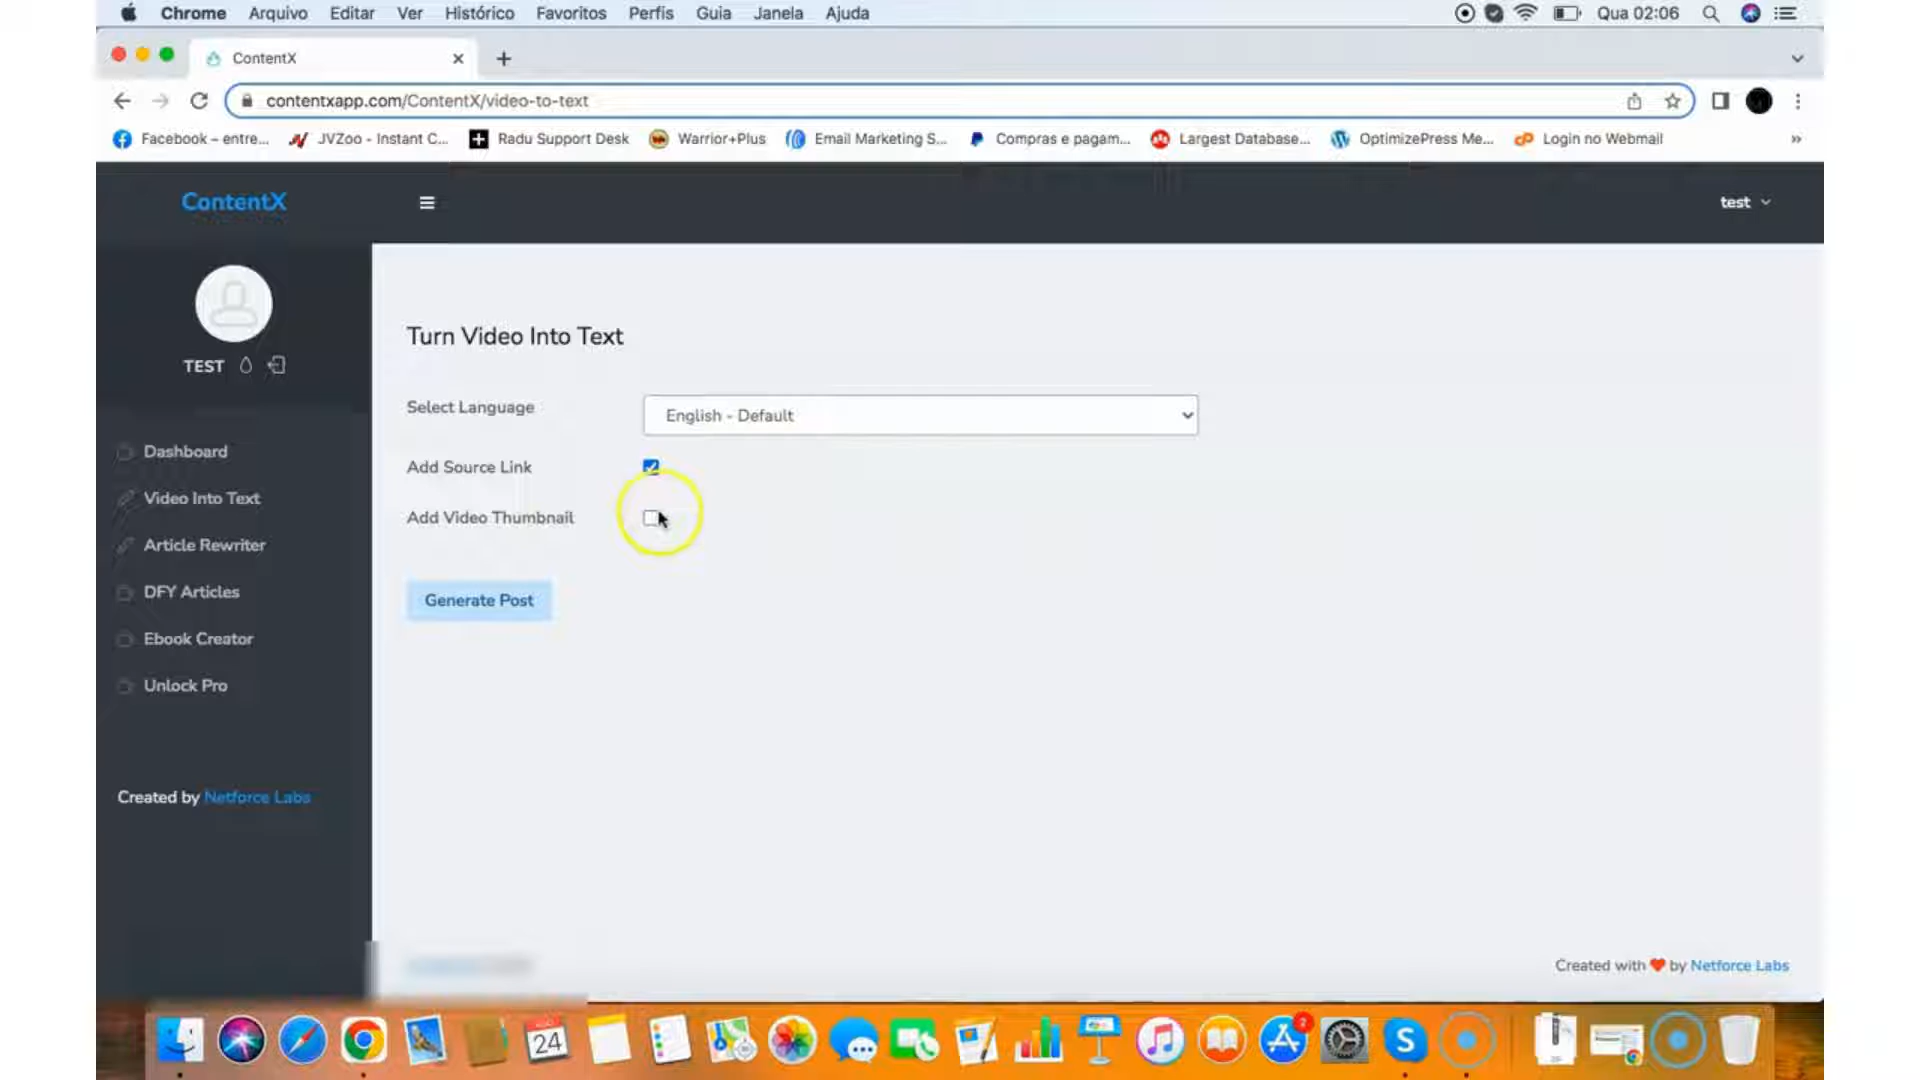 Chrome Arquivo Editar Ver Histórico Favoritos Perfis Guia Janela Ajuda Qua 02:06
ContentX
contentxapp.com/ContentX/video-to-text
Facebook – entre... JVZoo - Instant C... Radu Support Desk Warrior+Plus Email Marketing S... Compras e pagam... Largest Database... OptimizePress Me... Login no Webmail
ContentX
test
TEST
Turn Video Into Text
Select Language
English - Default
Add Source Link
Add Video Thumbnail
Generate Post
Dashboard
Video Into Text
Article Rewriter
DFY Articles
Ebook Creator
Unlock Pro
Created by Netforce Labs
Created with ❤ by Netforce Labs
24
2